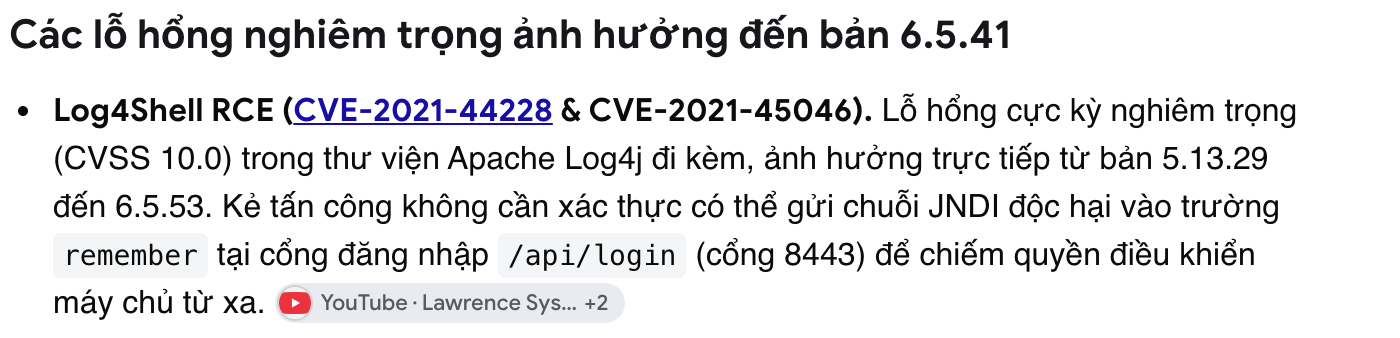 Các lỗ hổng nghiêm trọng ảnh hưởng đến bản 6.5.41
• Log4Shell RCE (CVE-2021-44228 & CVE-2021-45046). Lỗ hổng cực kỳ nghiêm trọng
(CVSS 10.0) trong thư viện Apache Log4j đi kèm, ảnh hưởng trực tiếp từ bản 5.13.29
đến 6.5.53. Kẻ tấn công không cần xác thực có thể gửi chuỗi JNDI độc hại vào trường
remember tại cổng đăng nhập /api/login (cổng 8443) để chiếm quyền điều khiển
máy chủ từ xa. YouTube · Lawrence Sys... +2